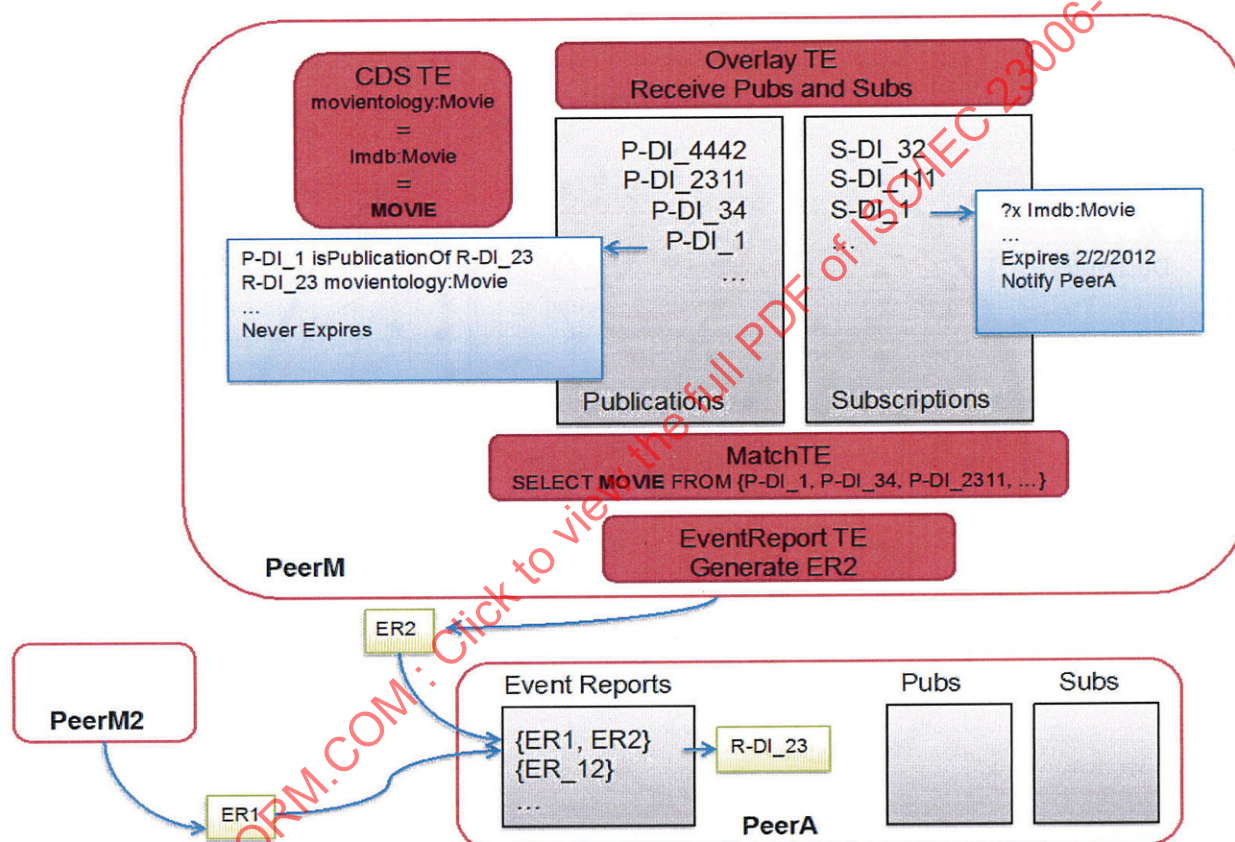 CDS TE
movientology:Movie
=
Imdb:Movie
=
MOVIE
Overlay TE
Receive Pubs and Subs
P-DI_4442
P-DI_2311
P-DI_34
P-DI_1
...
Publications
S-DI_32
S-DI_111
S-DI_1
...
Subscriptions
P-DI_1 isPublicationOf R-DI_23
R-DI_23 movientology:Movie
...
Never Expires
?x Imdb:Movie
...
Expires 2/2/2012
Notify PeerA
MatchTE
SELECT MOVIE FROM {P-DI_1, P-DI_34, P-DI_2311, ...}
EventReport TE
Generate ER2
PeerM
ER2
PeerM2
ER1
Event Reports
{ER1, ER2}
{ER_12}
...
R-DI_23
Pubs
Subs
PeerA
ORM.COM : Click to view the full PDF of ISO/IEC 23006-